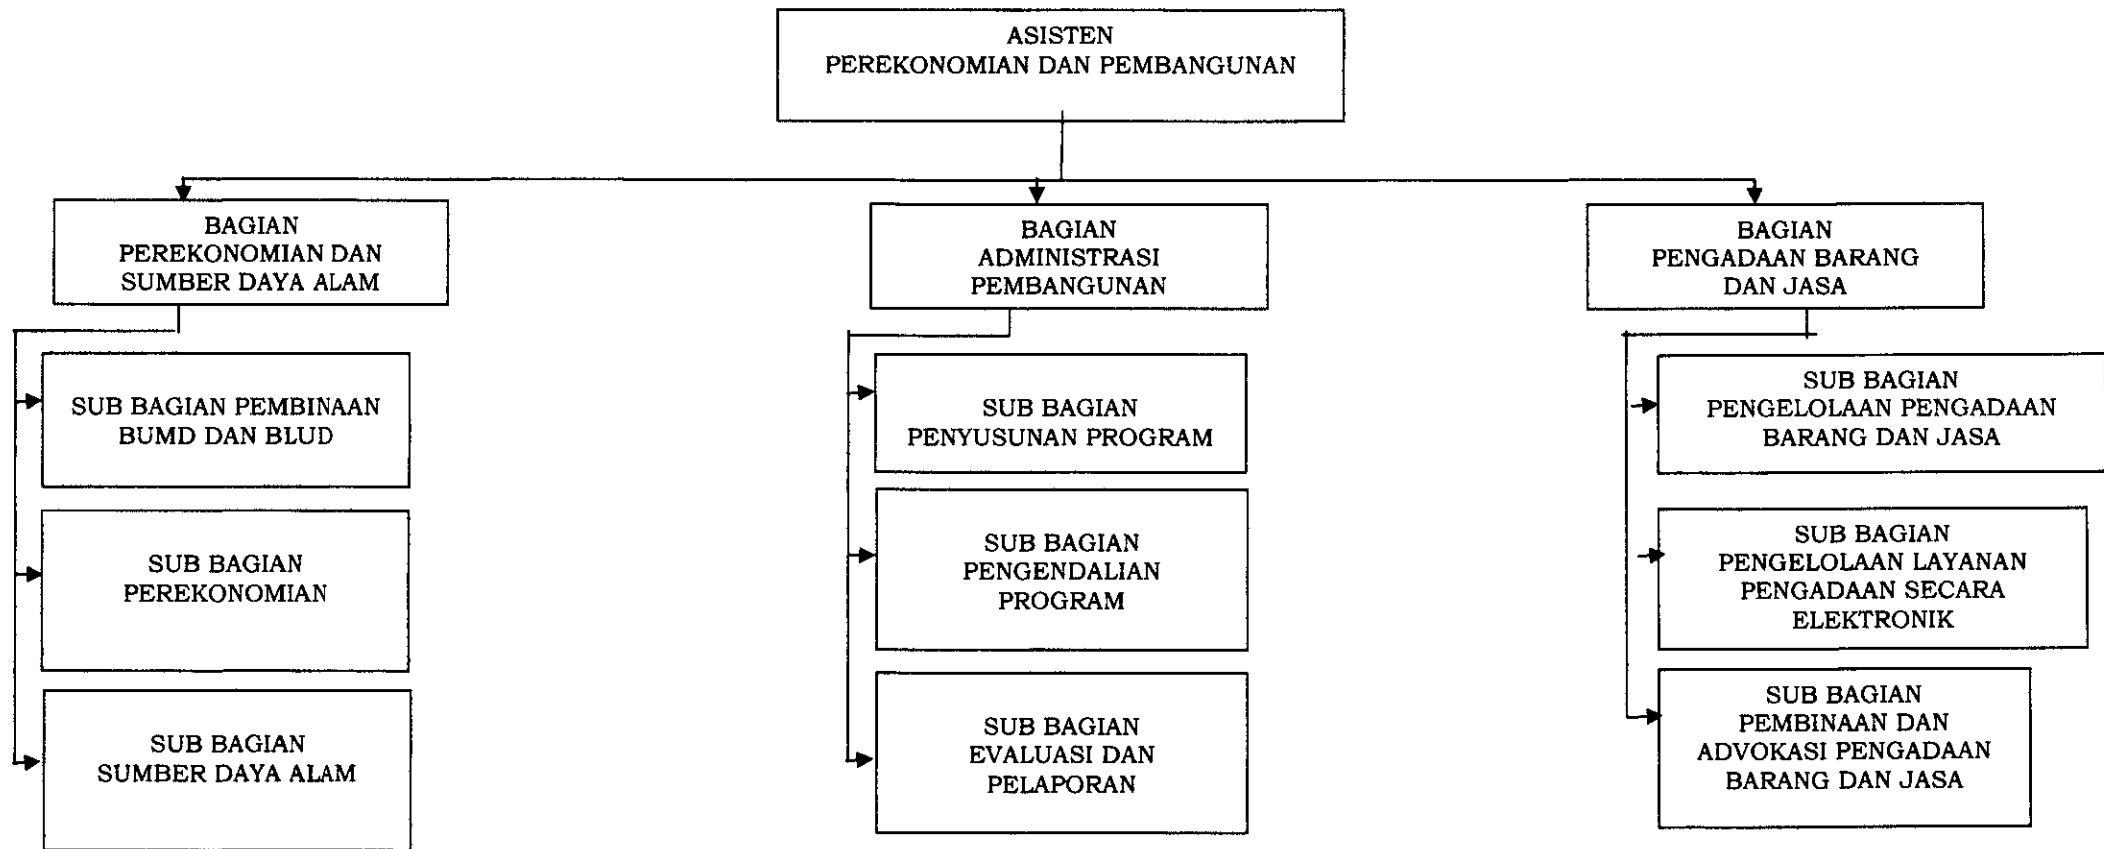 ASISTEN
PEREKONOMIAN DAN PEMBANGUNAN
BAGIAN
PEREKONOMIAN DAN
SUMBER DAYA ALAM
BAGIAN
ADMINISTRASI
PEMBANGUNAN
BAGIAN
PENGADAAN BARANG
DAN JASA
SUB BAGIAN PEMBINAAN
BUMD DAN BLUD
SUB BAGIAN
PEREKONOMIAN
SUB BAGIAN
SUMBER DAYA ALAM
SUB BAGIAN
PENYUSUNAN PROGRAM
SUB BAGIAN
PENGENDALIAN
PROGRAM
SUB BAGIAN
EVALUASI DAN
PELAPORAN
SUB BAGIAN
PENGELOLAAN PENGADAAN
BARANG DAN JASA
SUB BAGIAN
PENGELOLAAN LAYANAN
PENGADAAN SECARA
ELEKTRONIK
SUB BAGIAN
PEMBINAAN DAN
ADVOKASI PENGADAAN
BARANG DAN JASA